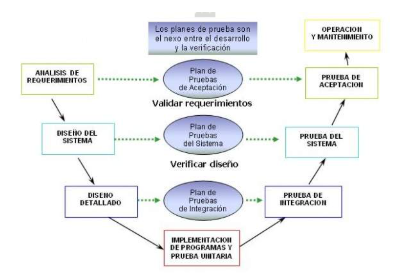 Los planes de prueba son
el nexo entre el desarrollo
y la verificación
OPERACION
Y MANTENIMIENTO
ANALISIS DE
REQUERIMIENTOS
Plan de
Pruebas
de Aceptación
PRUEBA DE
ACEPTACION
Validar requerimientos
DISEÑO DEL
SISTEMA
Plan de
Pruebas
del Sistema
PRUEBA DEL
SISTEMA
Verificar diseño
DISENO
DETALLADO
Plan de
Pruebas
de Integración
PRUEBA DE
INTEGRACION
IMPLEMENTACION
DE PROGRAMAS Y
PRUEBA UNITARIA